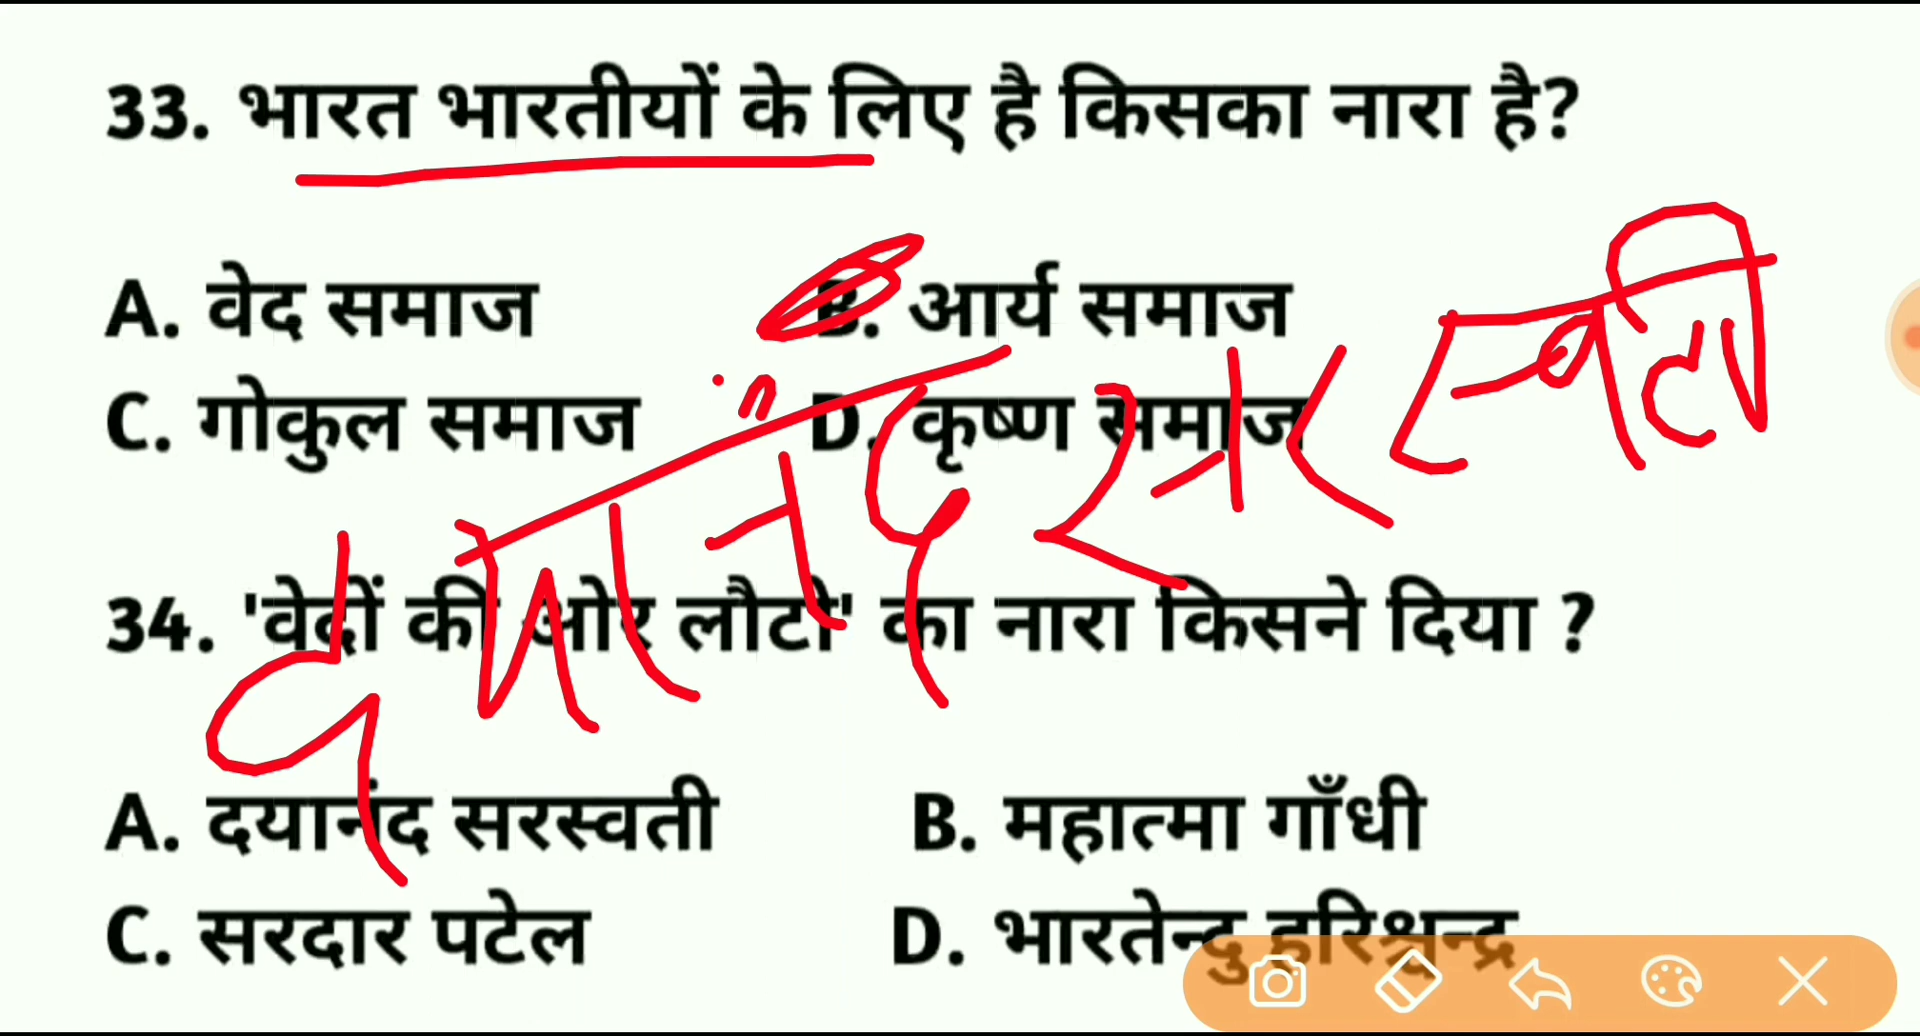 33. भारत भारतीयों के लिए है किसका नारा है?
A. वेद समाज B. आर्य समाज
C. गोकुल समाज D. कृष्ण समाज
दयानंद सरस्वती
34. 'वेदों की ओर लौटो' का नारा किसने दिया ?
A. दयानंद सरस्वती B. महात्मा गाँधी
C. सरदार पटेल D. भारतेन्दु हरिश्चन्द्र